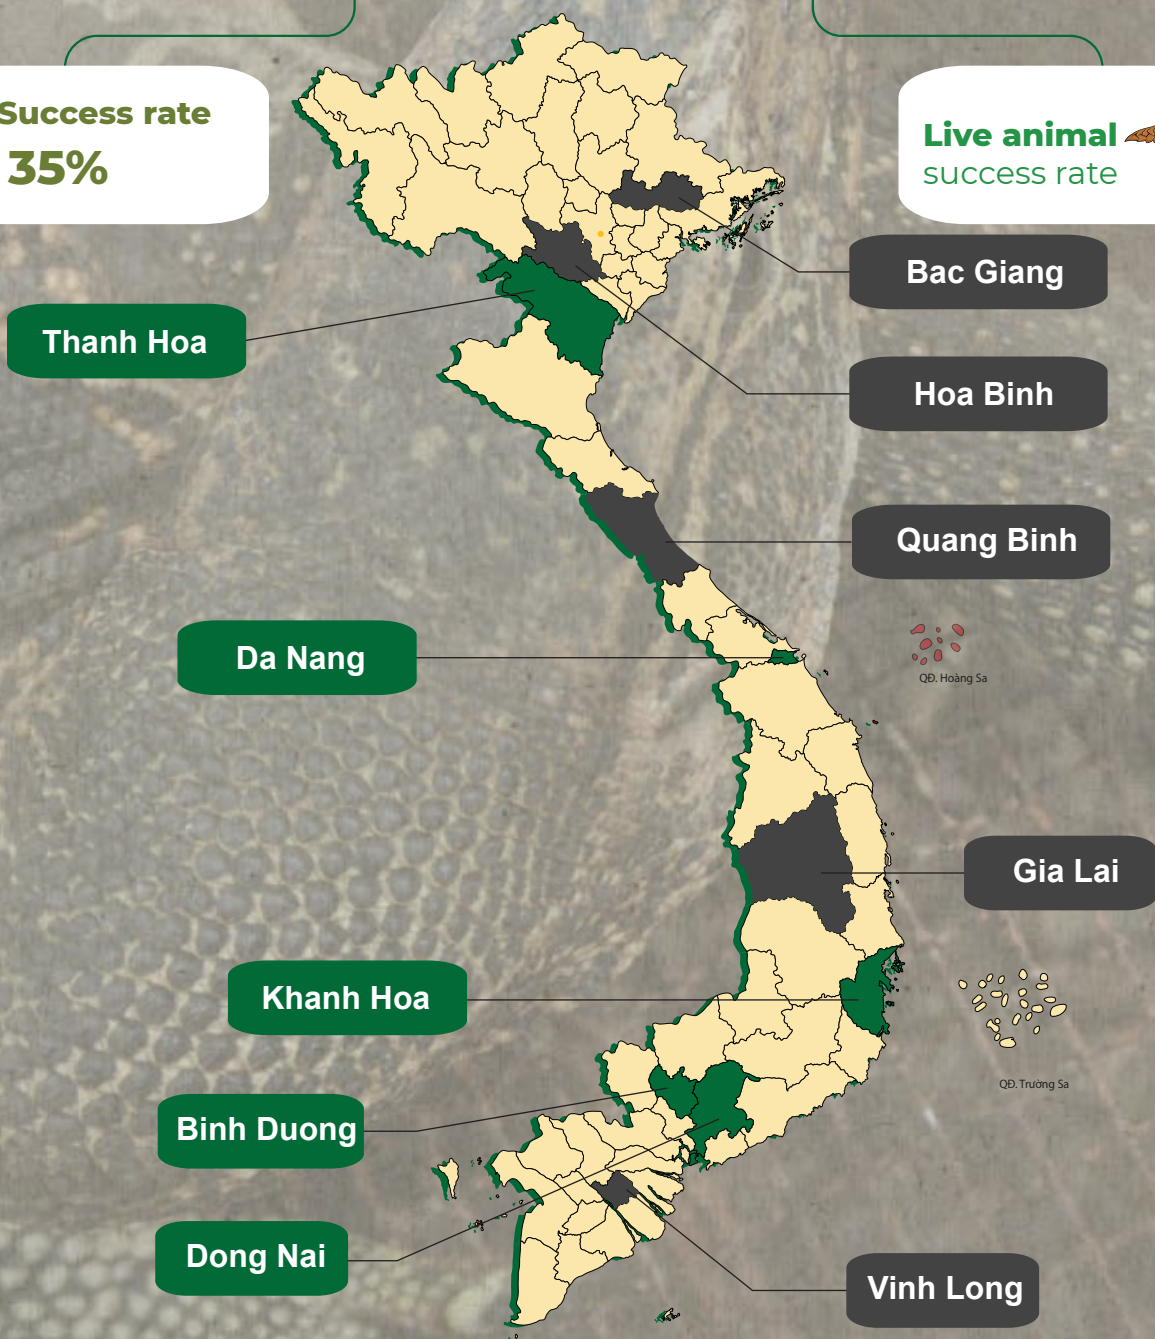 Success rate
35%
Live animal
success rate
Bac Giang
Thanh Hoa
Hoa Binh
Quang Binh
Da Nang
QĐ. Hoàng Sa
Gia Lai
Khanh Hoa
QĐ. Trường Sa
Binh Duong
Dong Nai
Vinh Long